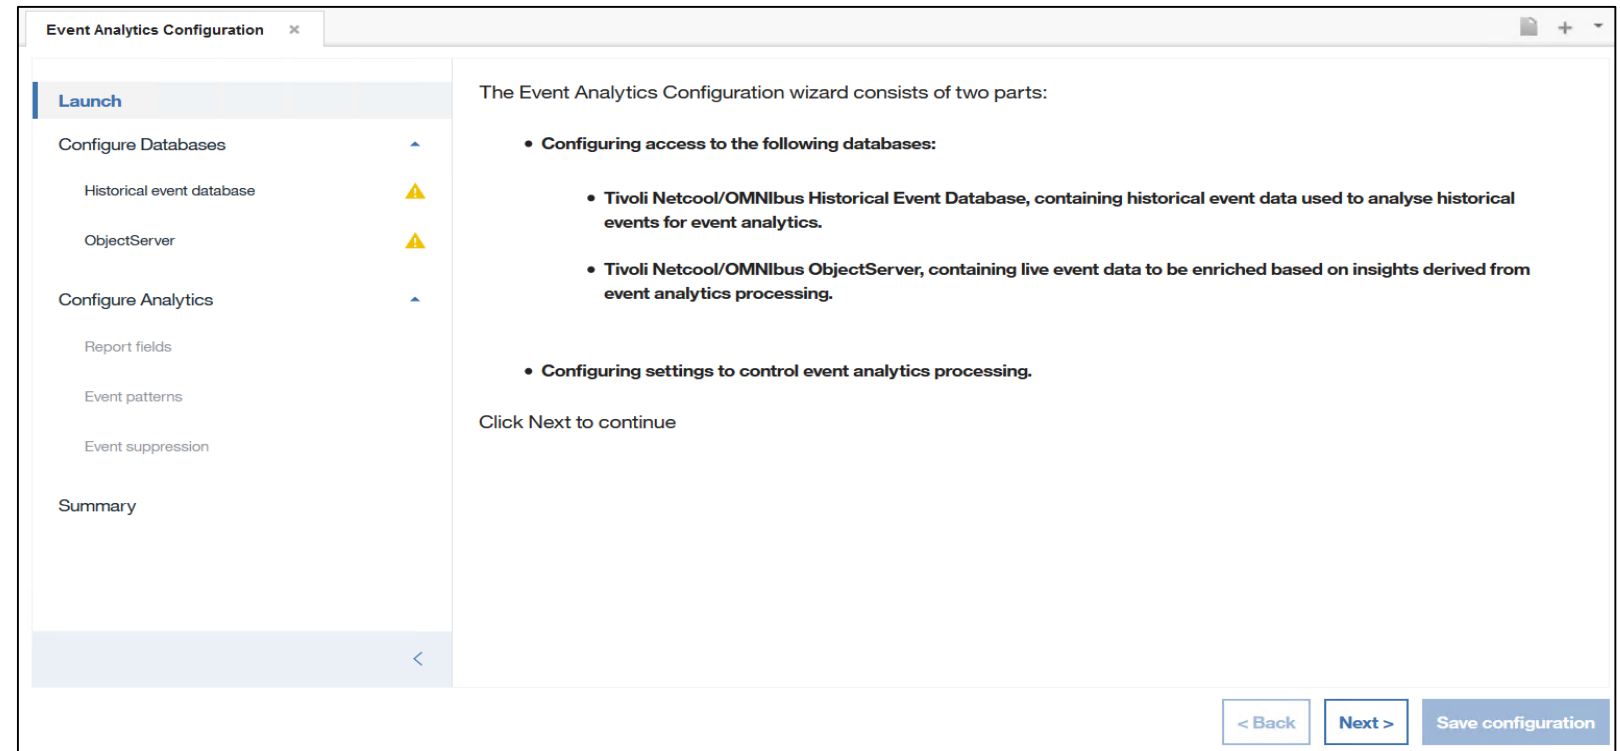 Event Analytics Configuration
Launch
Configure Databases
Historical event database
ObjectServer
Configure Analytics
Report fields
Event patterns
Event suppression
Summary
The Event Analytics Configuration wizard consists of two parts:
• Configuring access to the following databases:
• Tivoli Netcool/OMNIbus Historical Event Database, containing historical event data used to analyse historical
events for event analytics.
• Tivoli Netcool/OMNIbus ObjectServer, containing live event data to be enriched based on insights derived from
event analytics processing.
• Configuring settings to control event analytics processing.
Click Next to continue
< Back
Next >
Save configuration